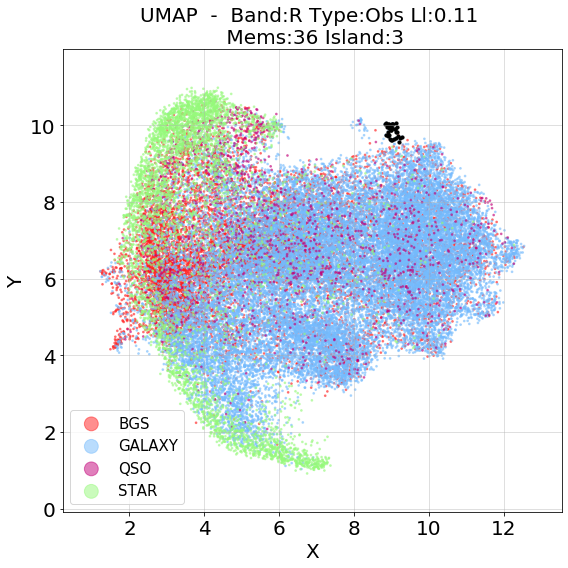 UMAP - Band:R Type:Obs Ll:0.11
Mems:36 Island:3
Y
10
8
6
4
2
0
BGS
GALAXY
QSO
STAR
2 4 6 8 10 12
X